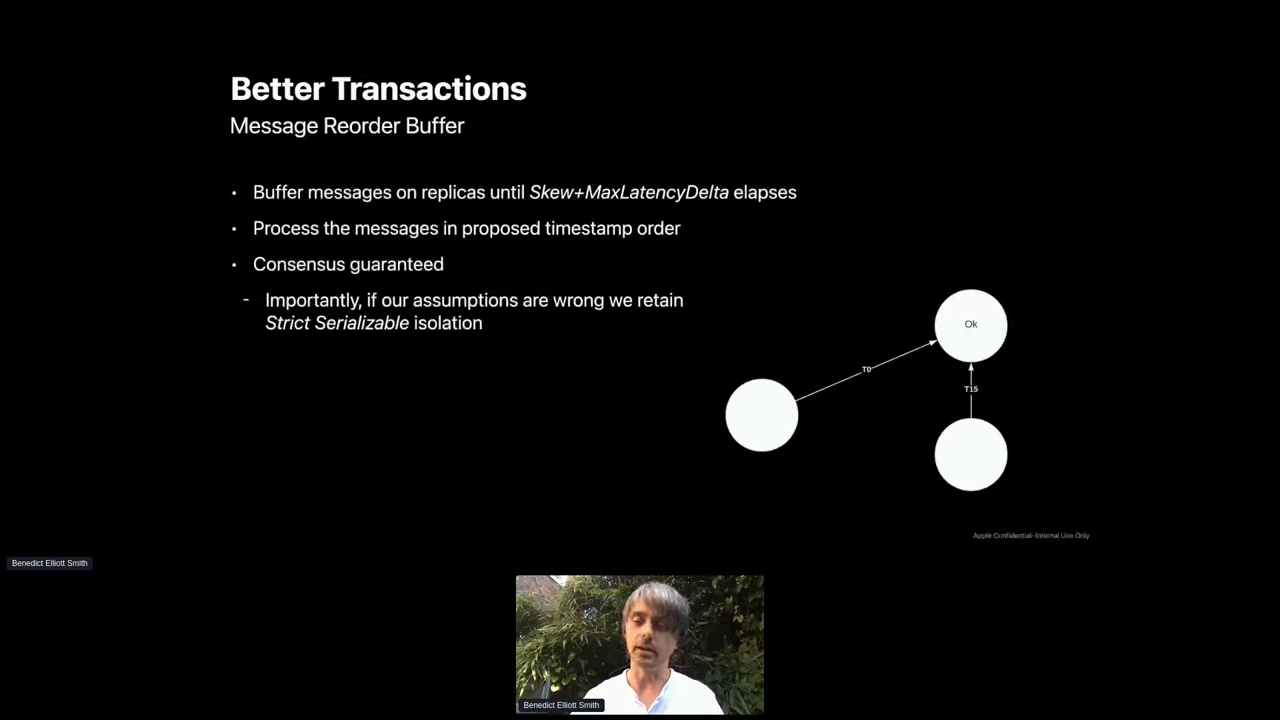 Better Transactions
Message Reorder Buffer
• Buffer messages on replicas until Skew+MaxLatencyDelta elapses
• Process the messages in proposed timestamp order
• Consensus guaranteed
- Importantly, if our assumptions are wrong we retain
Strict Serializable isolation
Ok
T0
T15
Apple Confidential–Internal Use Only
Benedict Elliott Smith
Benedict Elliott Smith